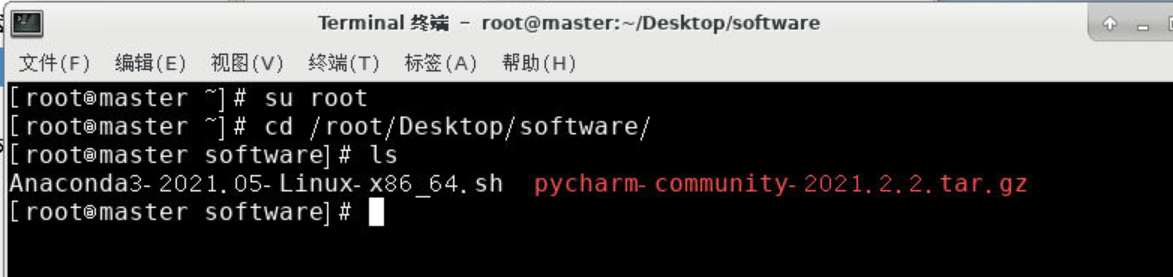 Terminal 终端 - root@master:~/Desktop/software
文件(F) 编辑(E) 视图(V) 终端(T) 标签(A) 帮助(H)
[root@master ~]# su root
[root@master ~]# cd /root/Desktop/software/
[root@master software]# ls
Anaconda3-2021.05-Linux-x86_64.sh pycharm-community-2021.2.2.tar.gz
[root@master software]#